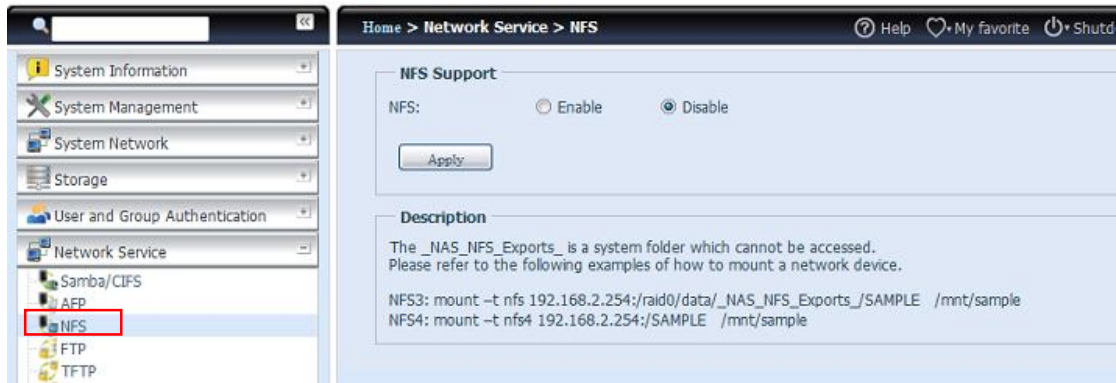 Home > Network Service > NFS
Help My favorite Shutd
System Information
System Management
System Network
Storage
User and Group Authentication
Network Service
Samba/CIFS
AFP
NFS
FTP
TFTP
NFS Support
NFS: Enable Disable
Apply
Description
The _NAS_NFS_Exports_ is a system folder which cannot be accessed.
Please refer to the following examples of how to mount a network device.
NFS3: mount –t nfs 192.168.2.254:/raid0/data/_NAS_NFS_Exports_/SAMPLE /mnt/sample
NFS4: mount –t nfs4 192.168.2.254:/SAMPLE /mnt/sample